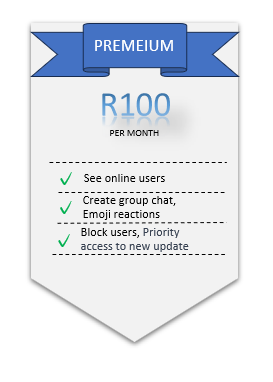 PREMEIUM
R100
PER MONTH
See online users
Create group chat,
Emoji reactions
Block users, Priority
access to new update